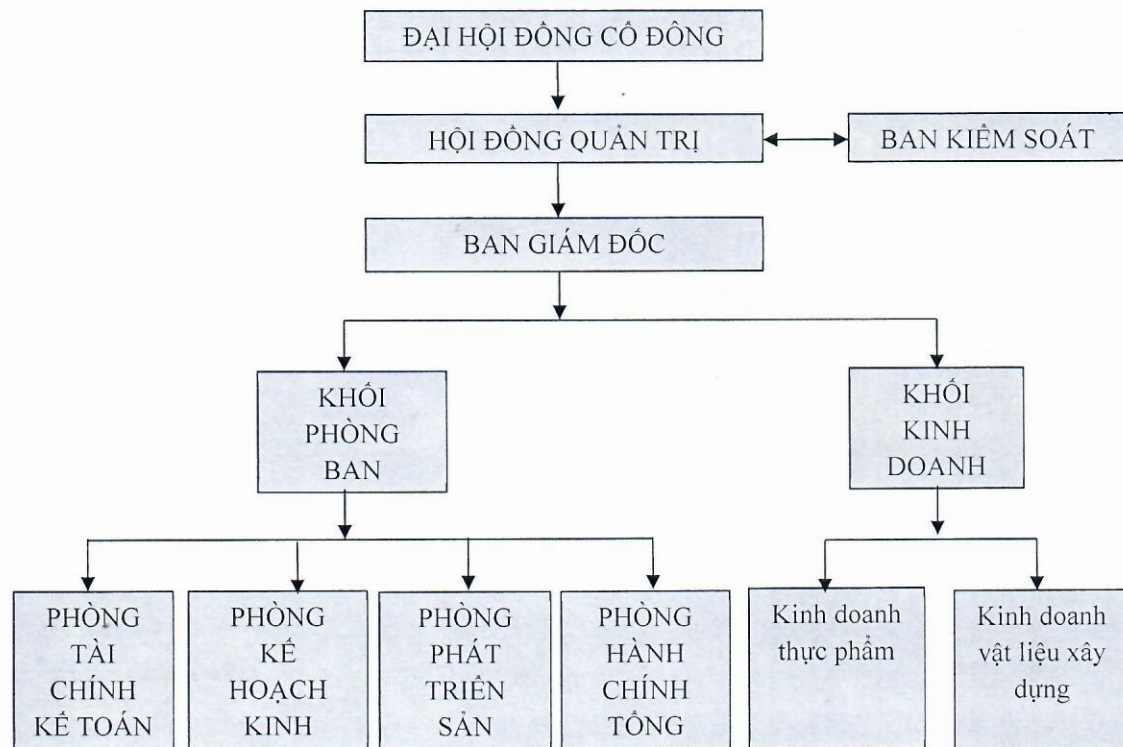 ĐẠI HỘI ĐỒNG CỔ ĐÔNG
HỘI ĐỒNG QUẢN TRỊ
BAN KIỂM SOÁT
BAN GIÁM ĐỐC
KHỐI
PHÒNG
BAN
KHỐI
KINH
DOANH
PHÒNG
TÀI
CHÍNH
KẾ TOÁN
PHÒNG
KẾ
HOẠCH
KINH
PHÒNG
PHÁT
TRIỂN
SẢN
PHÒNG
HÀNH
CHÍNH
TỔNG
Kinh doanh
thực phẩm
Kinh doanh
vật liệu xây
dựng